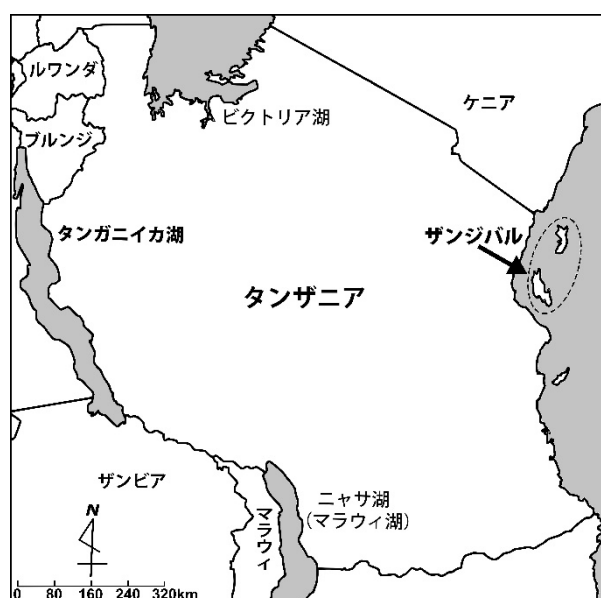 ルワンダ
ケニア
ビクトリア湖
ブルンジ
タンガニイカ湖
ザンジバル
タンザニア
ザンビア
ニャサ湖
(マラウィ湖)
マラウィ
N
0 80 160 240 320km